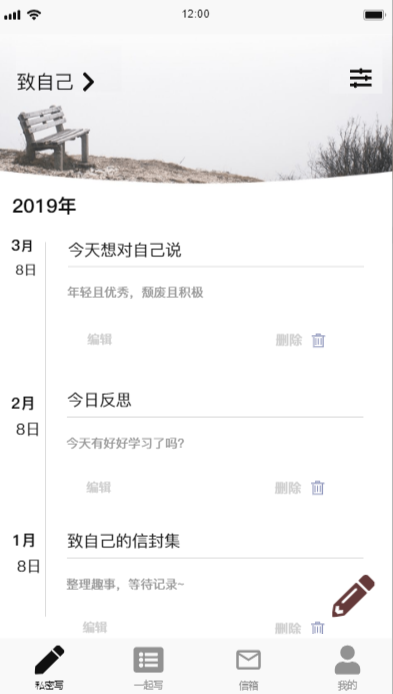 12:00
致自己
2019年
3月
今天想对自己说
8日
年轻且优秀，颓废且积极
编辑 删除
2月
今日反思
8日
今天有好好学习了吗?
编辑 删除
1月
致自己的信封集
8日
整理趣事，等待记录~
编辑 删除
私密写 一起写 信箱 我的